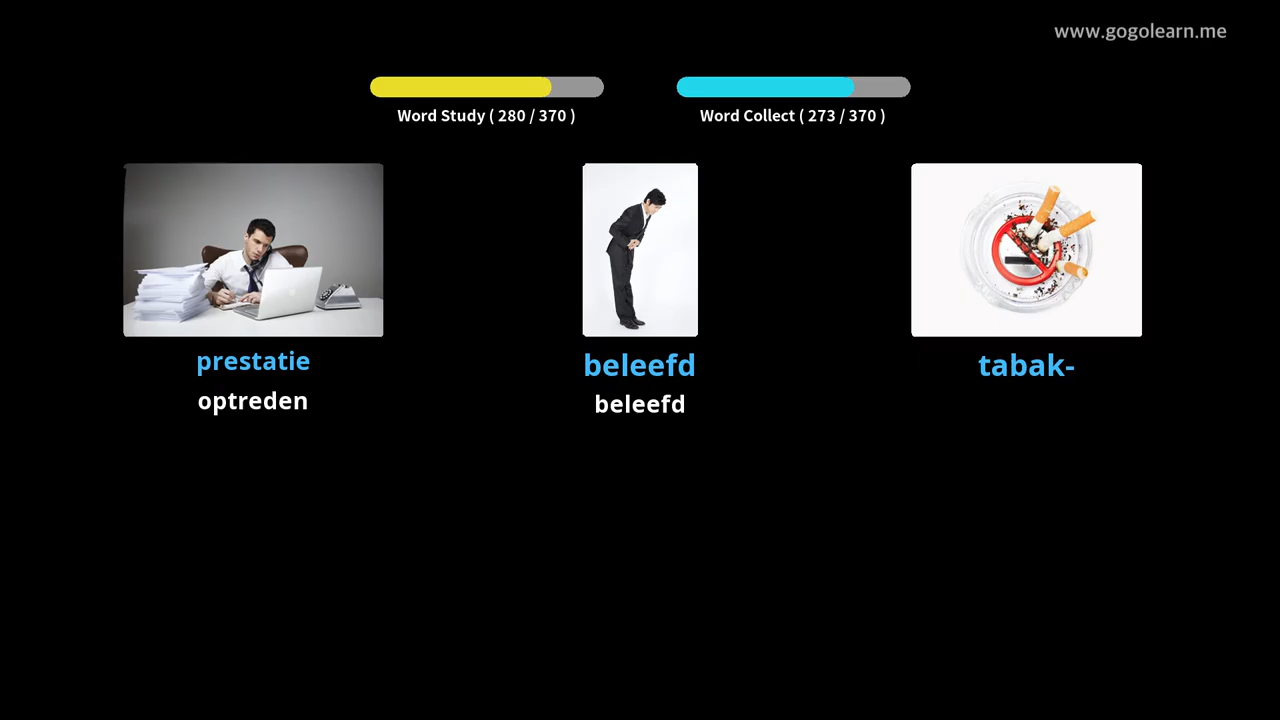 www.gogolearn.me
Word Study ( 280 / 370 )
Word Collect ( 273 / 370 )
prestatie
optreden
beleefd
beleefd
tabak-